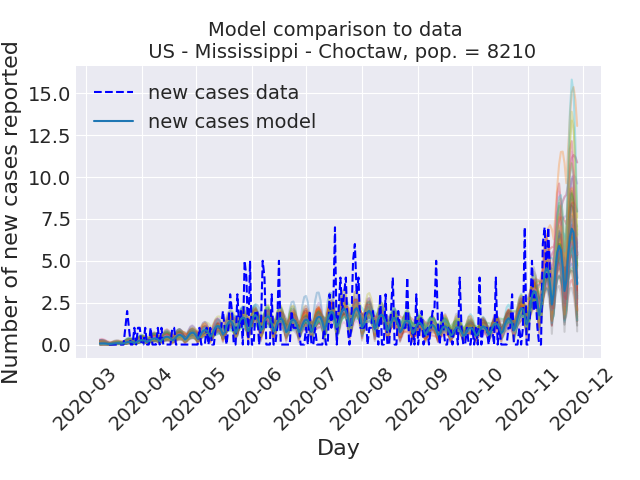 Model comparison to data
US - Mississippi - Choctaw, pop. = 8210
Number of new cases reported
15.0
12.5
10.0
7.5
5.0
2.5
0.0
new cases data
new cases model
2020-03
2020-04
2020-05
2020-06
2020-07
2020-08
2020-09
2020-10
2020-11
2020-12
Day